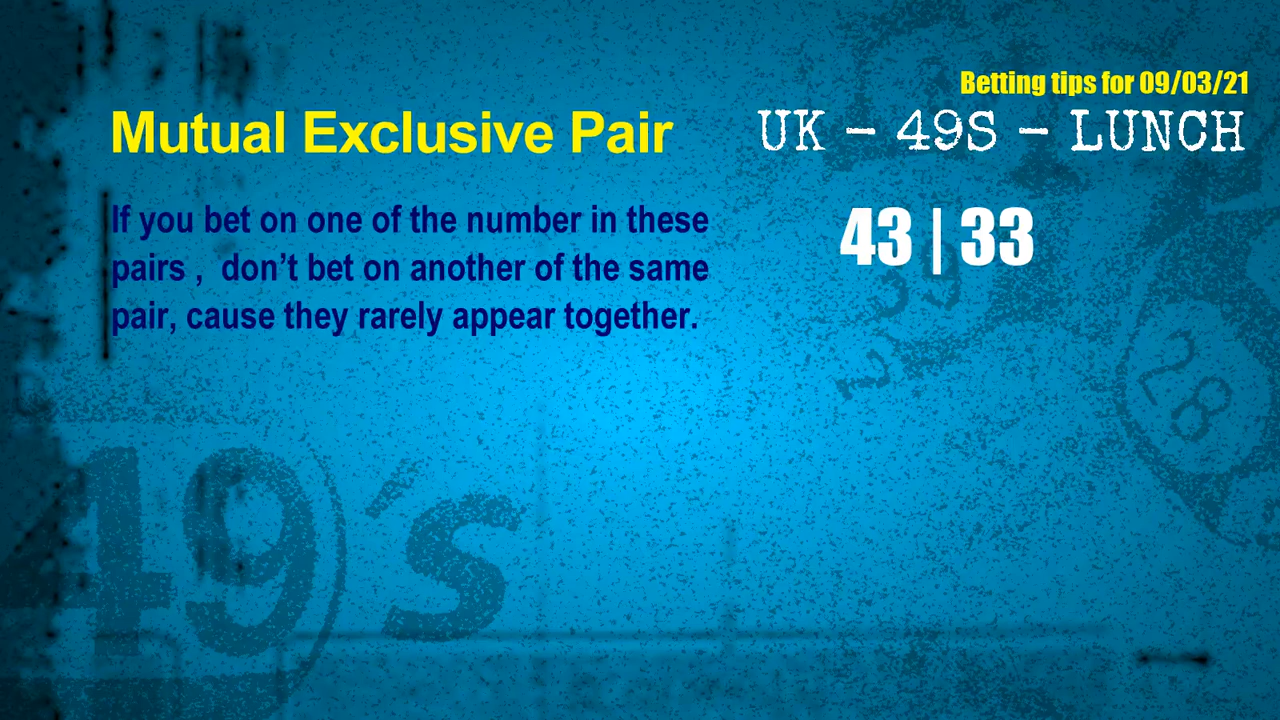 Betting tips for 09/03/21
Mutual Exclusive Pair
UK - 49S - LUNCH
If you bet on one of the number in these
pairs ,  don't bet on another of the same
pair, cause they rarely appear together.
43 | 33
39
28
49's